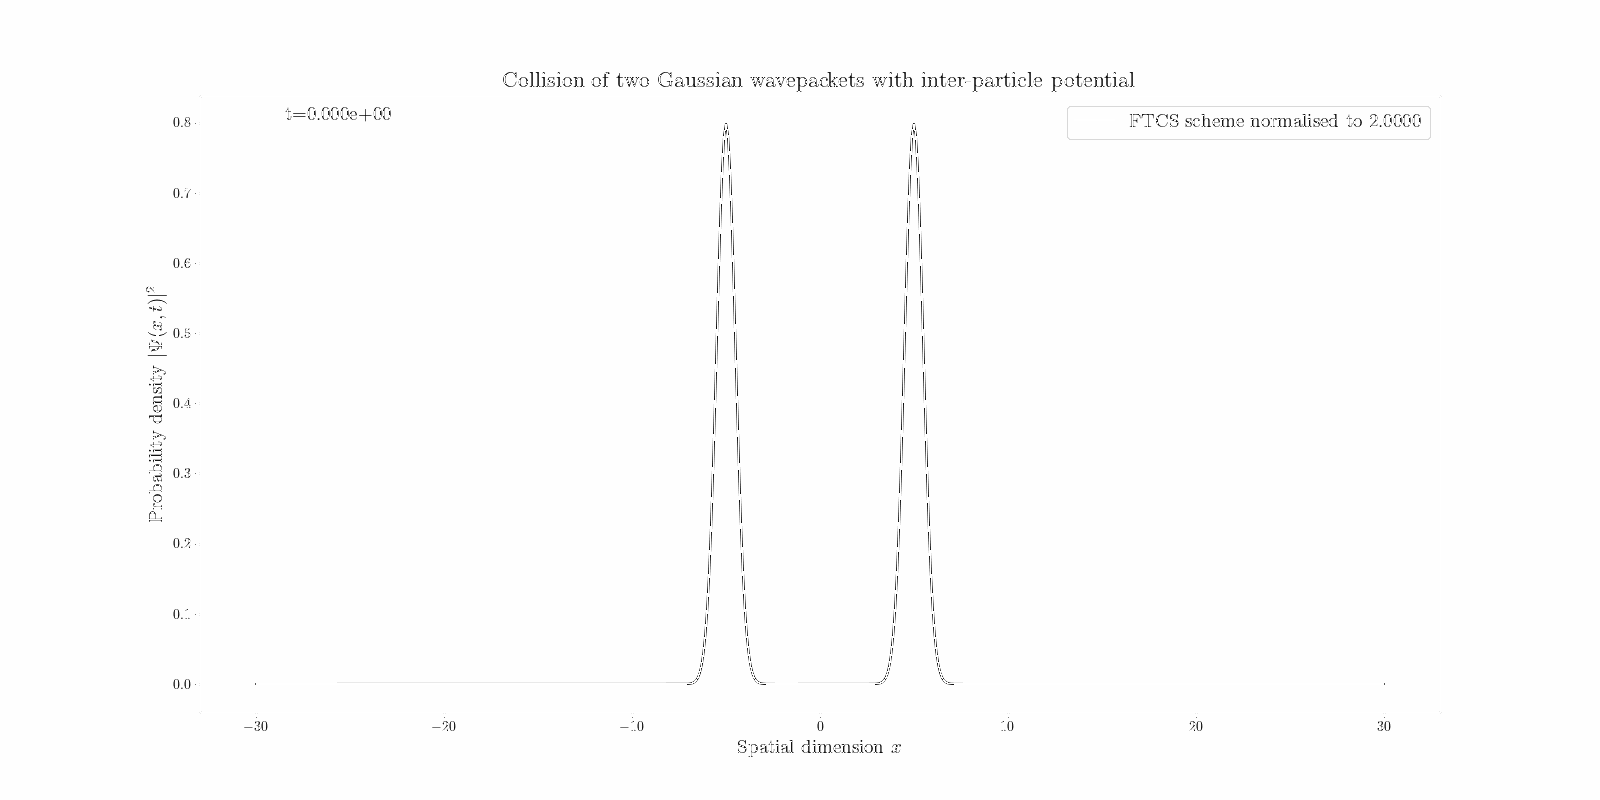 Collision of two Gaussian wavepackets with inter-particle potential
t=0.000e+00
FTCS scheme normalised to 2.0000
0.8
0.7
0.6
0.5
0.4
0.3
0.2
0.1
0.0
Probability density |Ψ(x, t)|²
−30 −20 −10 0 10 20 30
Spatial dimension x